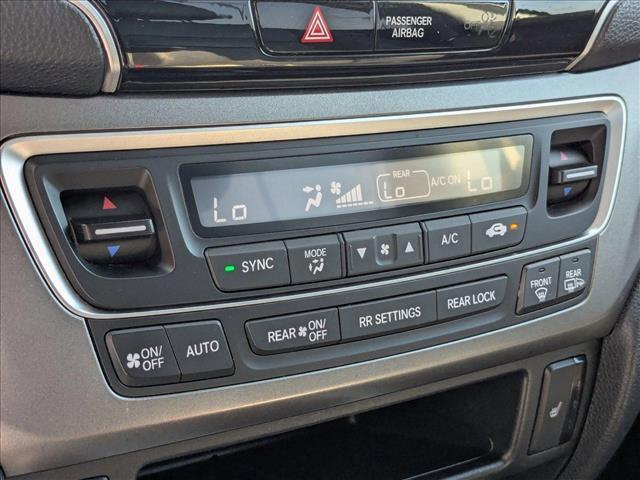 PASSENGER
AIRBAG
OFF
REAR
Lo Lo A/C ON Lo
SYNC
MODE
A/C
ON/
OFF
AUTO
REAR ON/
OFF
RR SETTINGS
REAR LOCK
FRONT
REAR